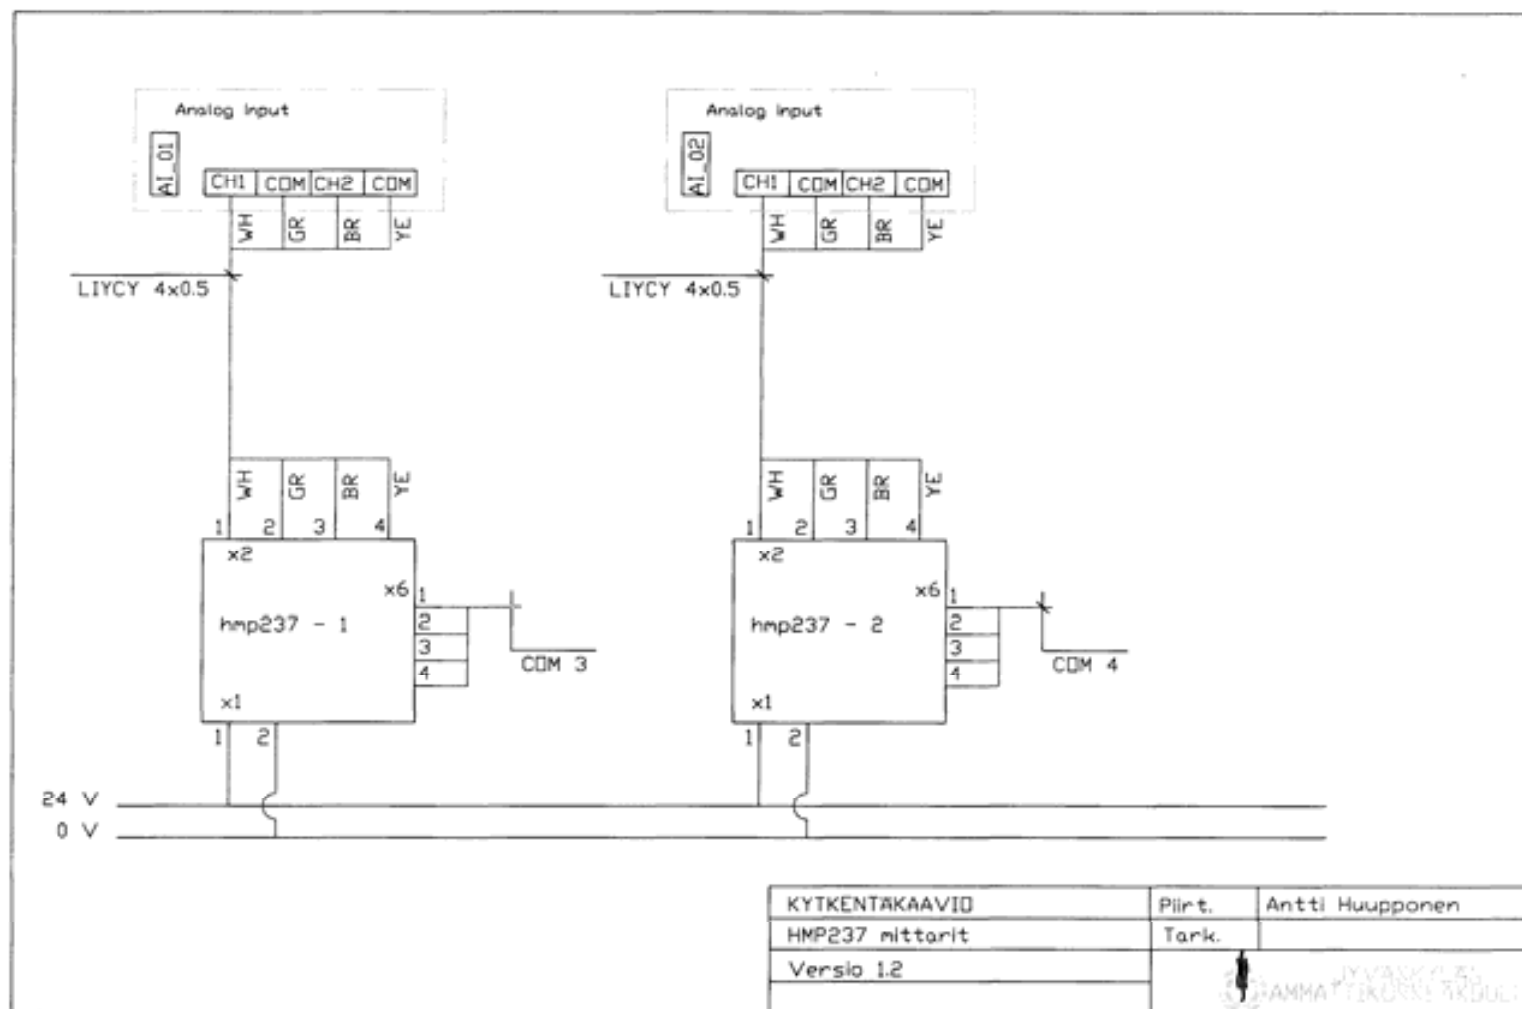 Analog Input
AI_01
CH1 COM CH2 COM
WH GR BR YE
LIYCY 4x0.5
WH GR BR YE
1 2 3 4
x2
x6
hmp237 - 1
1
2
3
4
COM 3
x1
1 2
Analog Input
AI_02
CH1 COM CH2 COM
WH GR BR YE
LIYCY 4x0.5
WH GR BR YE
1 2 3 4
x2
x6
hmp237 - 2
1
2
3
4
COM 4
x1
1 2
24 V
0 V
KYTKENTÄKAAVIO Piirt. Antti Huupponen
HMP237 mittarit Tark.
Versio 1.2